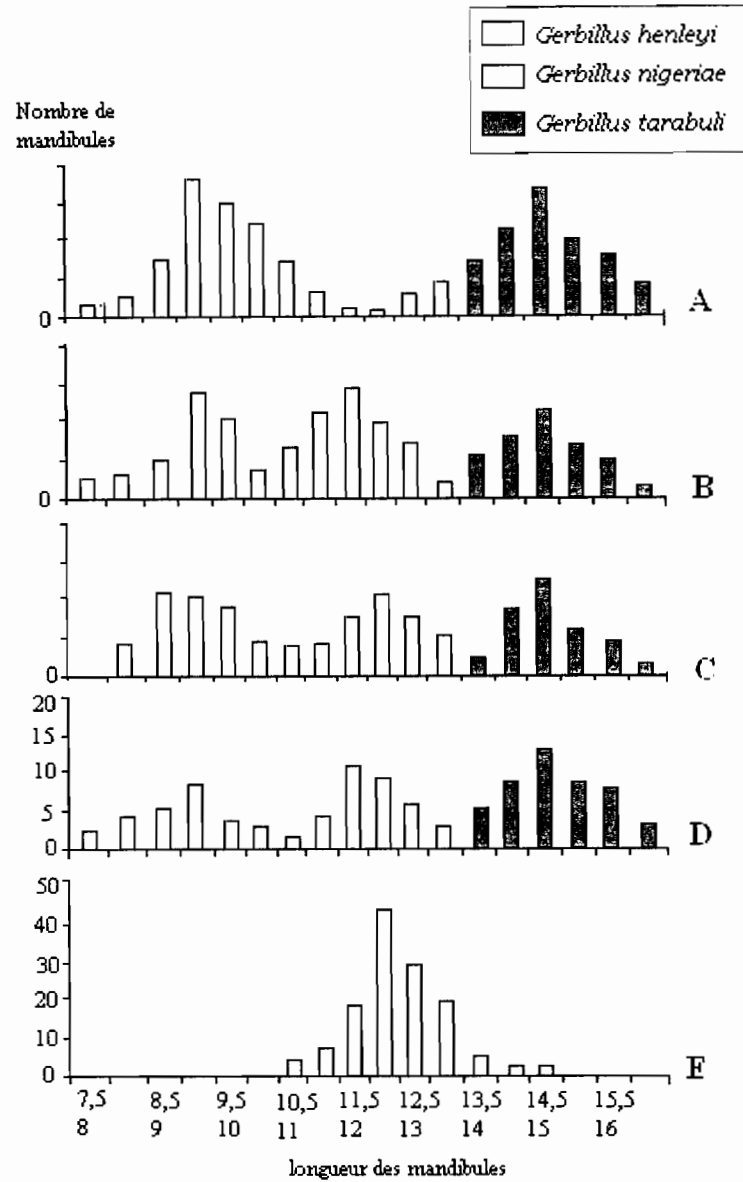 Gerbillus henleyi
Gerbillus nigeriae
Gerbillus tarabuli
Nombre de
mandibules
0
A
0
B
0
C
20
15
10
5
0
D
50
40
30
20
10
0
E
7,5 8,5 9,5 10,5 11,5 12,5 13,5 14,5 15,5
8 9 10 11 12 13 14 15 16
longueur des mandibules